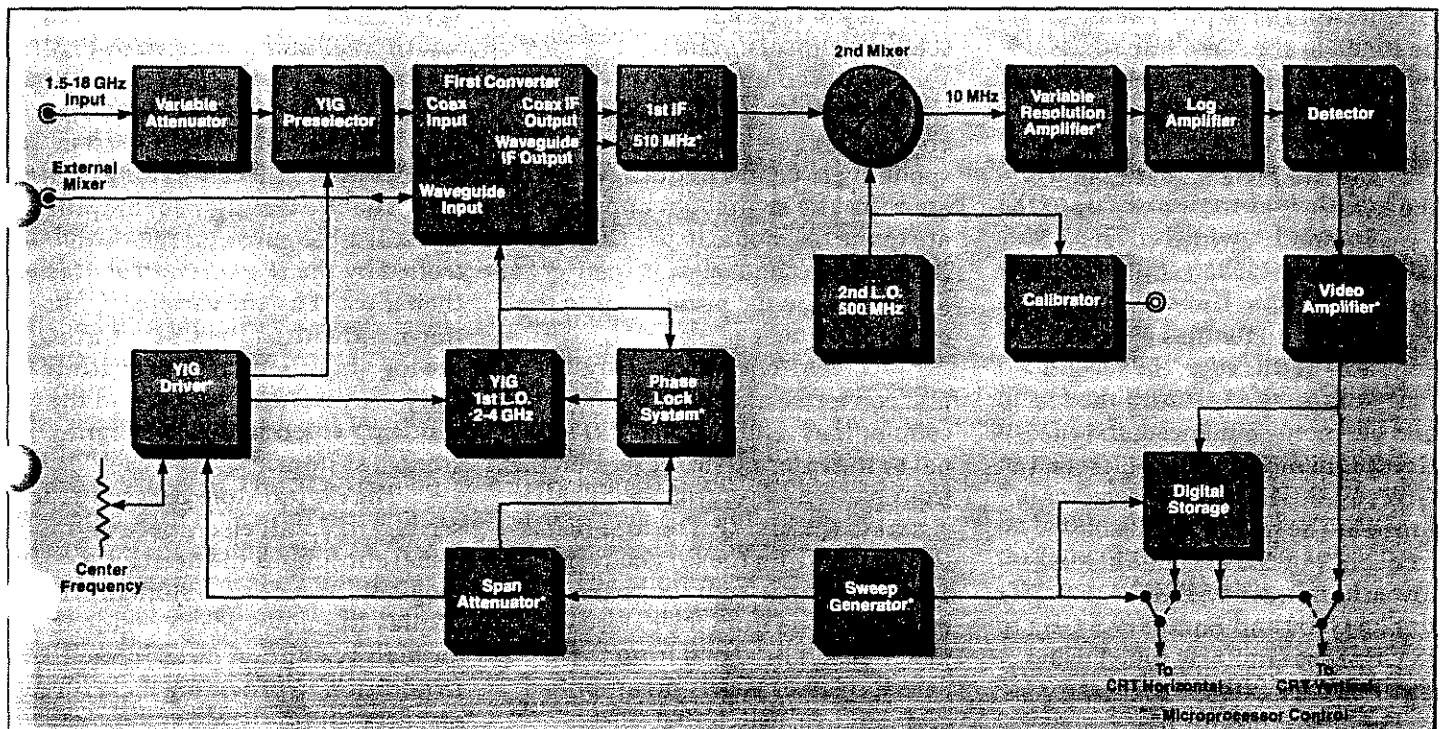 1.5-18 GHz
Input
Variable
Attenuator
YIG
Preselector
First Converter
Coax
Input
Coax IF
Output
Waveguide
IF Output
Waveguide
Input
External
Mixer
1st IF
510 MHz*
2nd Mixer
10 MHz
Variable
Resolution
Amplifier*
Log
Amplifier
Detector
2nd L.O.
500 MHz
Calibrator
Video
Amplifier*
YIG
Driver*
YIG
1st L.O.
2-4 GHz
Phase
Lock
System*
Digital
Storage
Center
Frequency
Span
Attenuator*
Sweep
Generator*
To
CRT Horizontal
To
CRT Vertical
*=Microprocessor Control